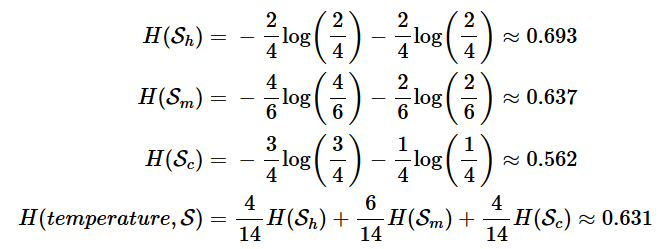 H(𝒮ₕ) = − 2/4 log(2/4) − 2/4 log(2/4) ≈ 0.693
H(𝒮ₘ) = − 4/6 log(4/6) − 2/6 log(2/6) ≈ 0.637
H(𝒮_c) = − 3/4 log(3/4) − 1/4 log(1/4) ≈ 0.562
H(temperature, 𝒮) = 4/14 H(𝒮ₕ) + 6/14 H(𝒮ₘ) + 4/14 H(𝒮_c) ≈ 0.631